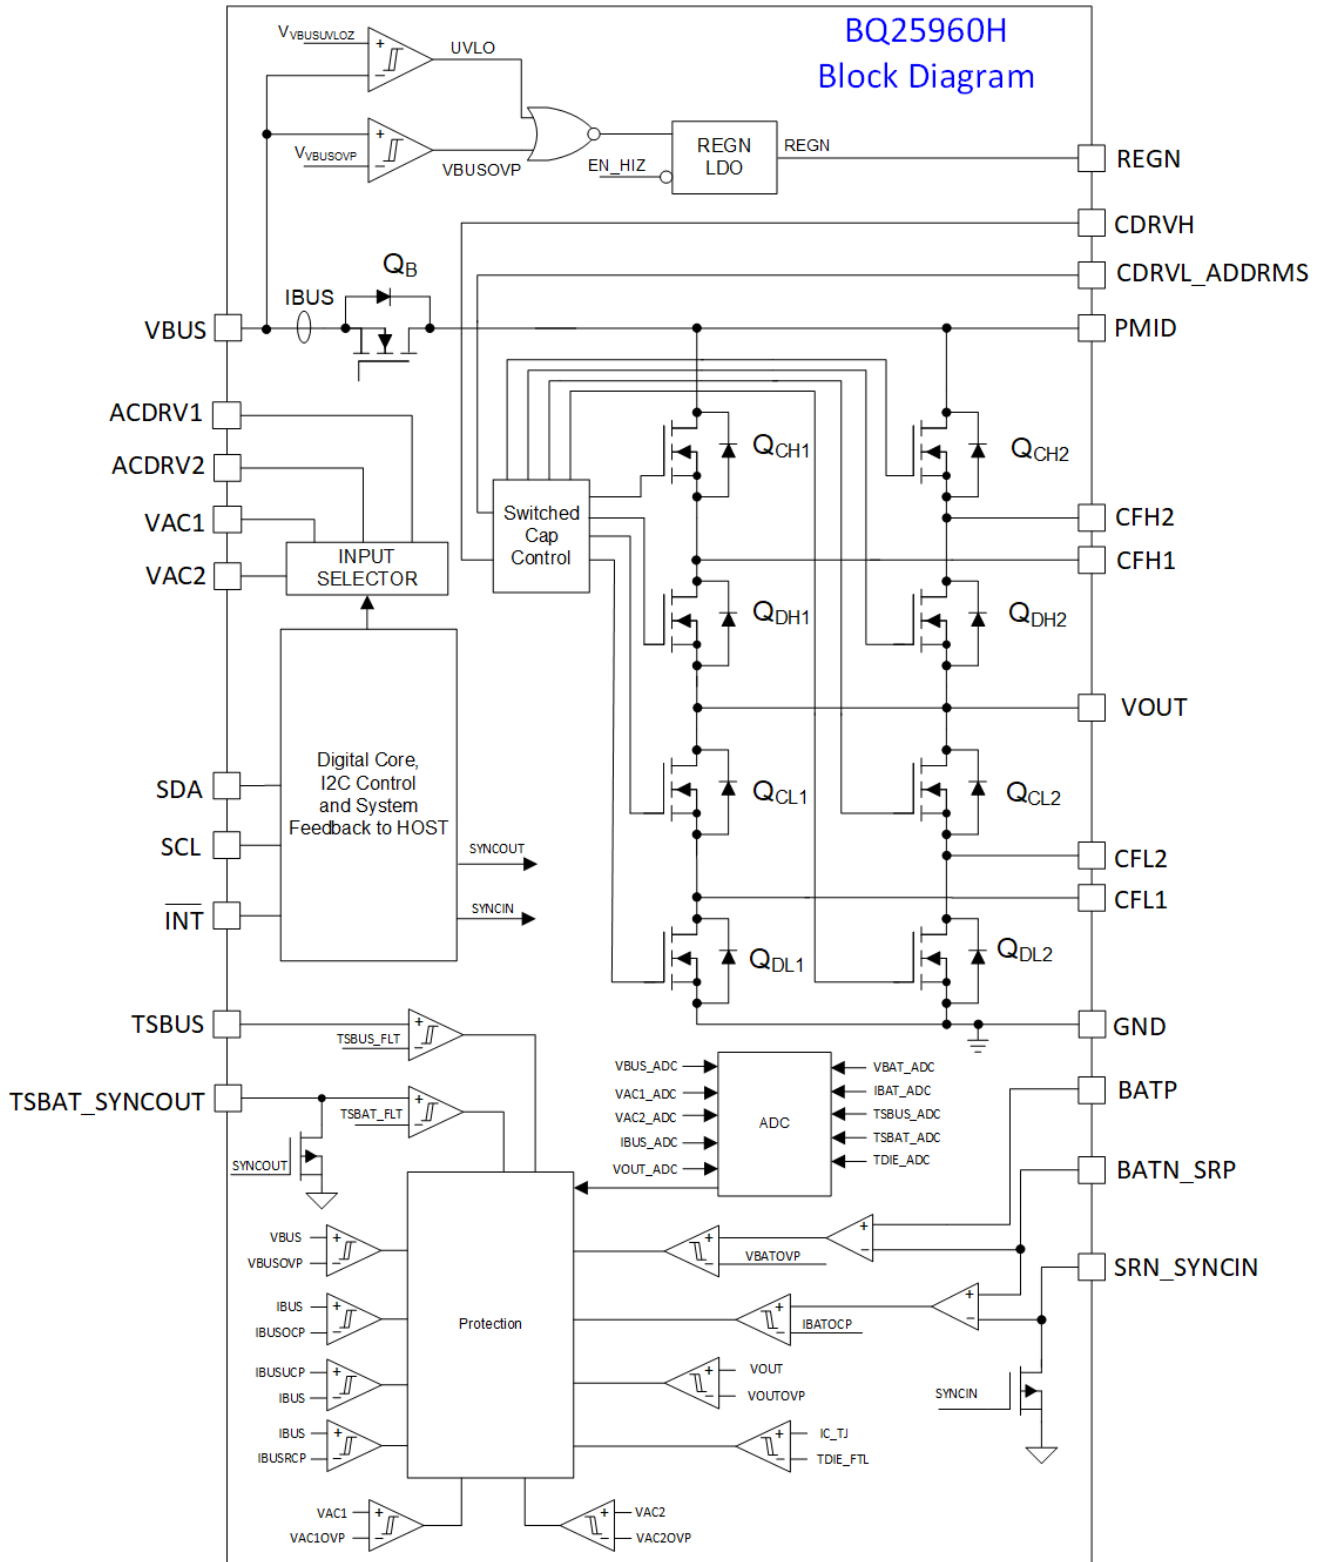 BQ25960H
Block Diagram
VVBUSUVLOZ
UVLO
VVBUSOVP
VBUSOVP
EN_HIZ
REGN
LDO
REGN
REGN
CDRVH
CDRVL_ADDRMS
QB
IBUS
VBUS
PMID
ACDRV1
ACDRV2
VAC1
VAC2
INPUT
SELECTOR
Switched
Cap
Control
QCH1
QCH2
CFH2
CFH1
QDH1
QDH2
VOUT
Digital Core,
I2C Control
and System
Feedback to HOST
SDA
SCL
INT
SYNCOUT
SYNCIN
QCL1
QCL2
CFL2
CFL1
QDL1
QDL2
GND
TSBUS
TSBUS_FLT
TSBAT_SYNCOUT
TSBAT_FLT
SYNCOUT
VBUS_ADC
VAC1_ADC
VAC2_ADC
IBUS_ADC
VOUT_ADC
ADC
VBAT_ADC
IBAT_ADC
TSBUS_ADC
TSBAT_ADC
TDIE_ADC
BATP
BATN_SRP
SRN_SYNCIN
Protection
VBUS
VBUSOVP
IBUS
IBUSOCP
IBUSUCP
IBUS
IBUS
IBUSRCP
VAC1
VAC1OVP
VAC2
VAC2OVP
VBATOVP
IBATOCP
VOUT
VOUTOVP
IC_TJ
TDIE_FTL
SYNCIN